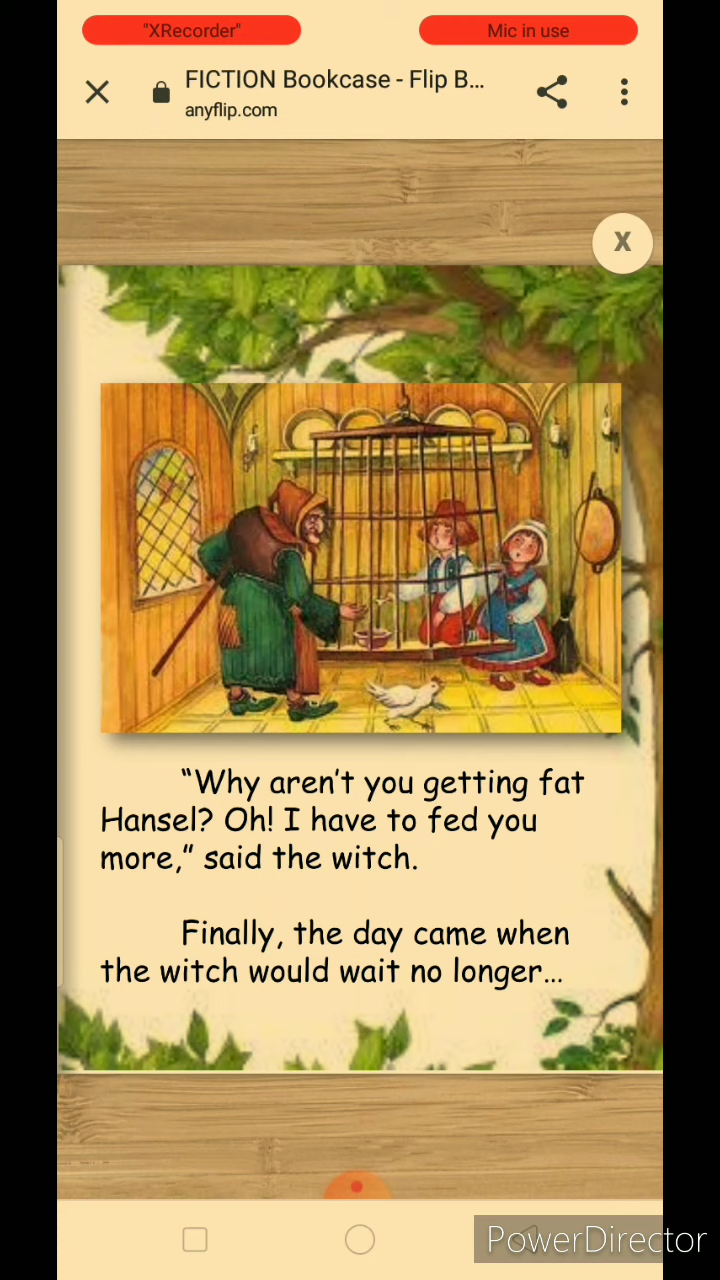 "XRecorder"
Mic in use
FICTION Bookcase - Flip B...
anyflip.com
X
“Why aren’t you getting fat
Hansel? Oh! I have to fed you
more,” said the witch.
Finally, the day came when
the witch would wait no longer...
PowerDirector